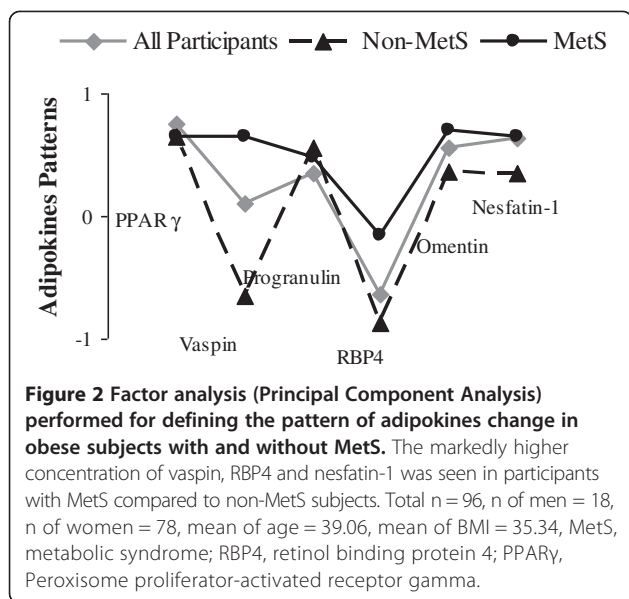 All Participants Non-MetS MetS
1
0
-1
Adipokines Patterns
PPAR γ
Vaspin
Progranulin
RBP4
Omentin
Nesfatin-1
Figure 2 Factor analysis (Principal Component Analysis)
performed for defining the pattern of adipokines change in
obese subjects with and without MetS. The markedly higher
concentration of vaspin, RBP4 and nesfatin-1 was seen in participants
with MetS compared to non-MetS subjects. Total n = 96, n of men = 18,
n of women = 78, mean of age = 39.06, mean of BMI = 35.34, MetS,
metabolic syndrome; RBP4, retinol binding protein 4; PPARγ,
Peroxisome proliferator-activated receptor gamma.